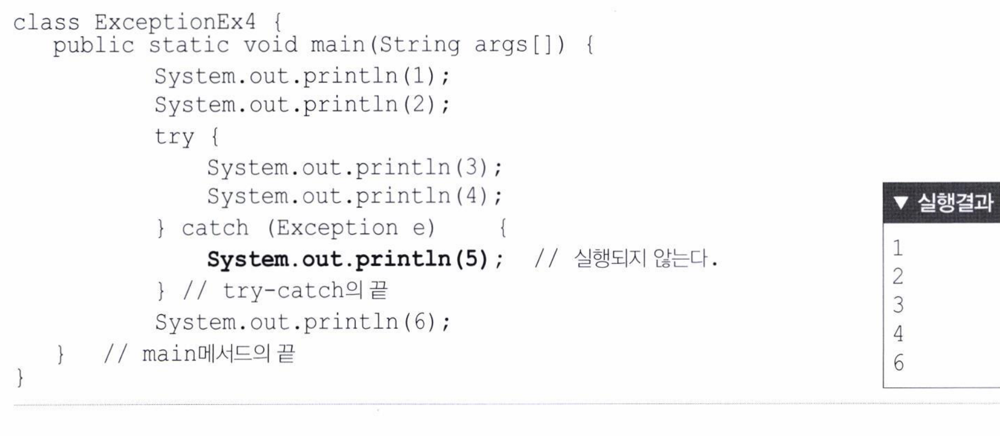 class ExceptionEx4 {
   public static void main(String args[]) {
      System.out.println(1);
      System.out.println(2);
      try {
         System.out.println(3);
         System.out.println(4);
      } catch (Exception e)    {
         System.out.println(5);  // 실행되지 않는다.
      } // try-catch의 끝
      System.out.println(6);
   }   // main메서드의 끝
}
▼ 실행결과
1
2
3
4
6